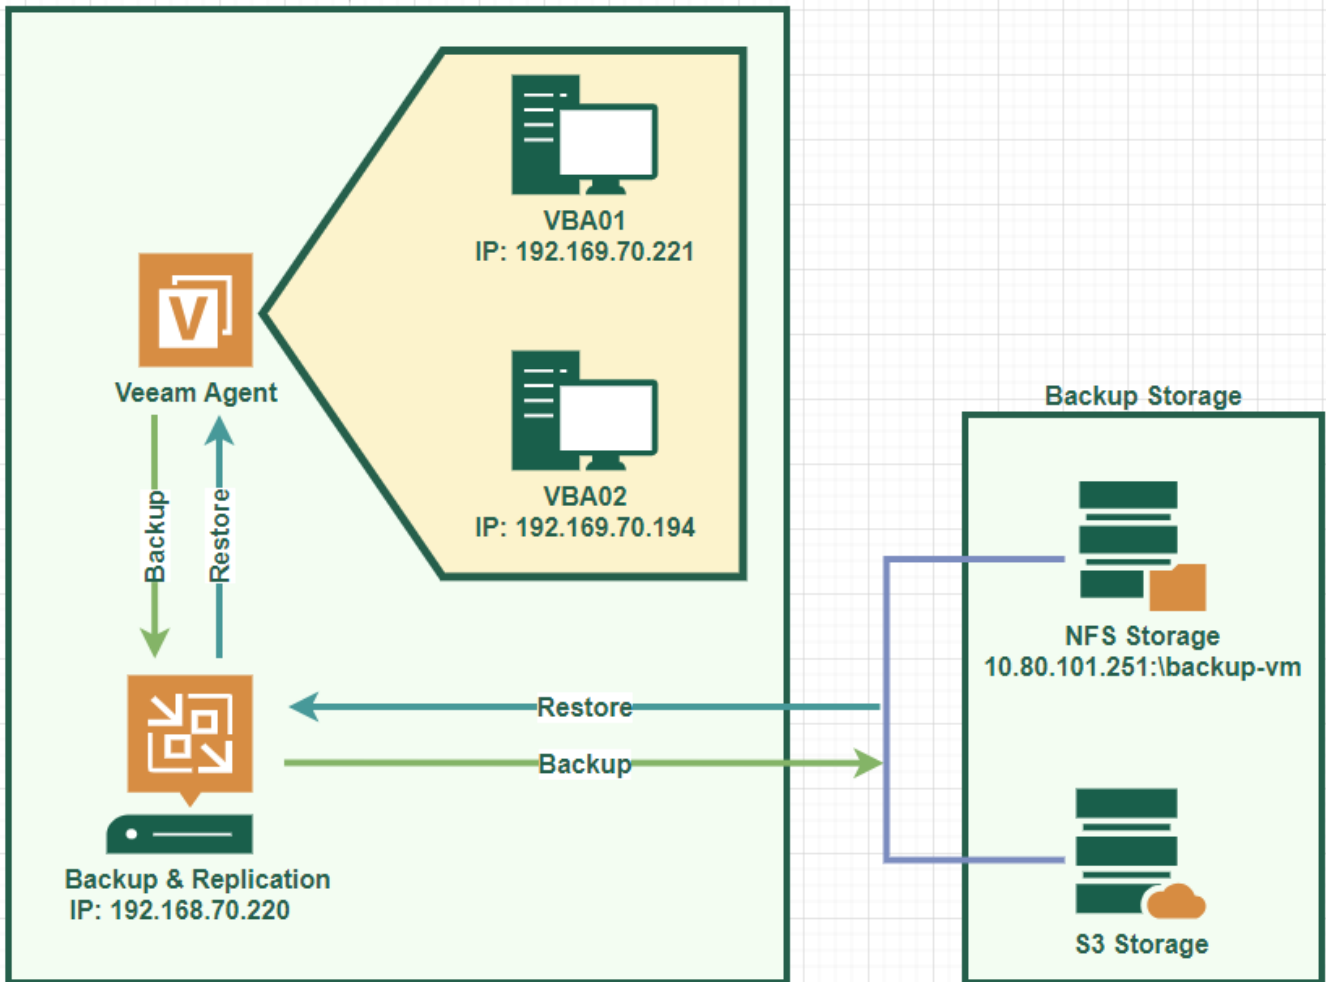 VBA01
IP: 192.169.70.221
V
Veeam Agent
VBA02
IP: 192.169.70.194
Backup
Restore
Restore
Backup
Backup & Replication
IP: 192.168.70.220
Backup Storage
NFS Storage
10.80.101.251:\backup-vm
S3 Storage